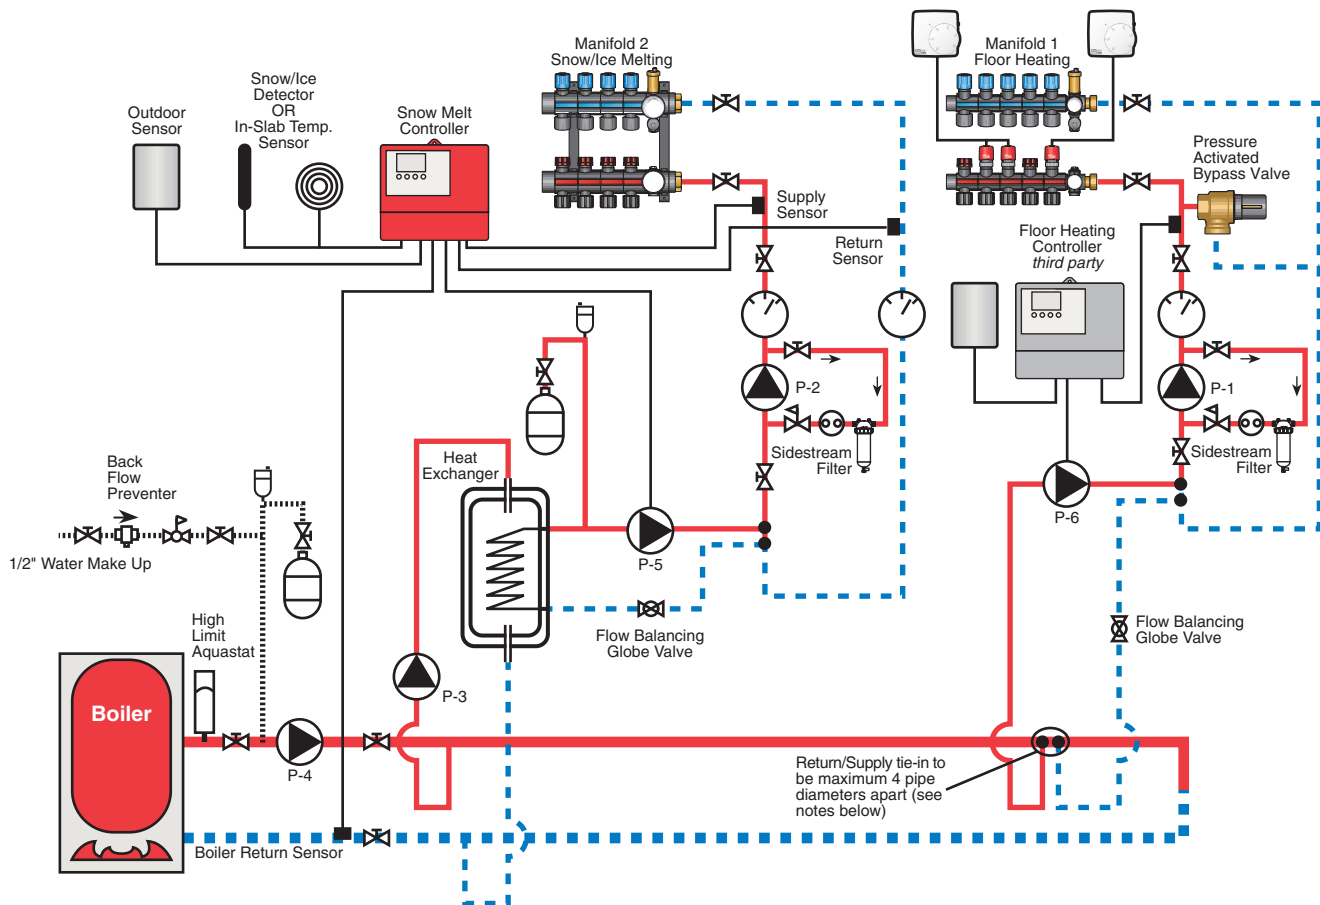 Manifold 2
Snow/Ice Melting
Manifold 1
Floor Heating
Snow/Ice
Detector
OR
In-Slab Temp.
Sensor
Outdoor
Sensor
Snow Melt
Controller
Pressure
Activated
Bypass Valve
Supply
Sensor
Return
Sensor
Floor Heating
Controller
third party
P-2
P-1
Sidestream
Filter
Sidestream
Filter
Heat
Exchanger
Back
Flow
Preventer
P-6
P-5
1/2" Water Make Up
High
Limit
Aquastat
Flow Balancing
Globe Valve
Flow Balancing
Globe Valve
P-3
Boiler
P-4
Return/Supply tie-in to
be maximum 4 pipe
diameters apart (see
notes below)
Boiler Return Sensor